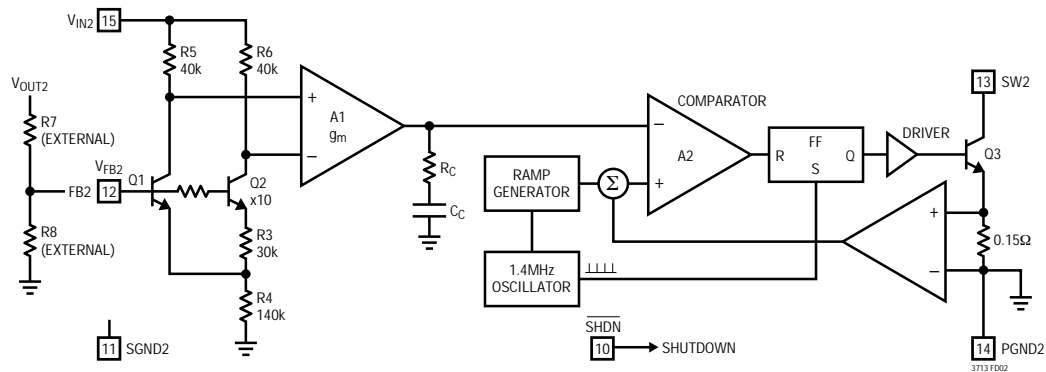 VIN2 15
R5
40k
R6
40k
VOUT2
R7
(EXTERNAL)
VFB2
FB2 12
Q1
Q2
x10
R8
(EXTERNAL)
R3
30k
R4
140k
11 SGND2
+
A1
gm
−
RC
CC
RAMP
GENERATOR
Σ
1.4MHz
OSCILLATOR
COMPARATOR
−
A2
+
FF
R S Q
DRIVER
13 SW2
Q3
+
−
0.15Ω
SHDN
10 SHUTDOWN
14 PGND2
3713 FD02